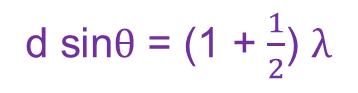 d sinθ = (1 + 1/2) λ